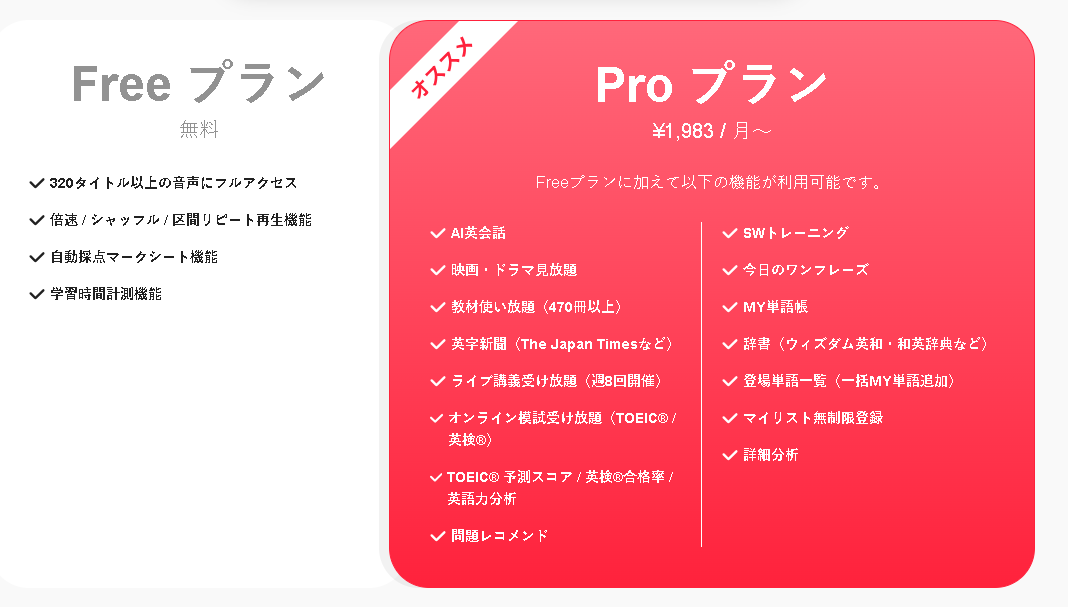 Free プラン
無料
320タイトル以上の音声にフルアクセス
倍速 / シャッフル / 区間リピート再生機能
自動採点マークシート機能
学習時間計測機能
オススメ
Pro プラン
¥1,983 / 月〜
Freeプランに加えて以下の機能が利用可能です。
AI英会話
映画・ドラマ見放題
教材使い放題（470冊以上）
英字新聞（The Japan Timesなど）
ライブ講義受け放題（週8回開催）
オンライン模試受け放題（TOEIC® /
英検®）
TOEIC® 予測スコア / 英検®合格率 /
英語力分析
問題レコメンド
SWトレーニング
今日のワンフレーズ
MY単語帳
辞書（ウィズダム英和・和英辞典など）
登場単語一覧（一括MY単語追加）
マイリスト無制限登録
詳細分析